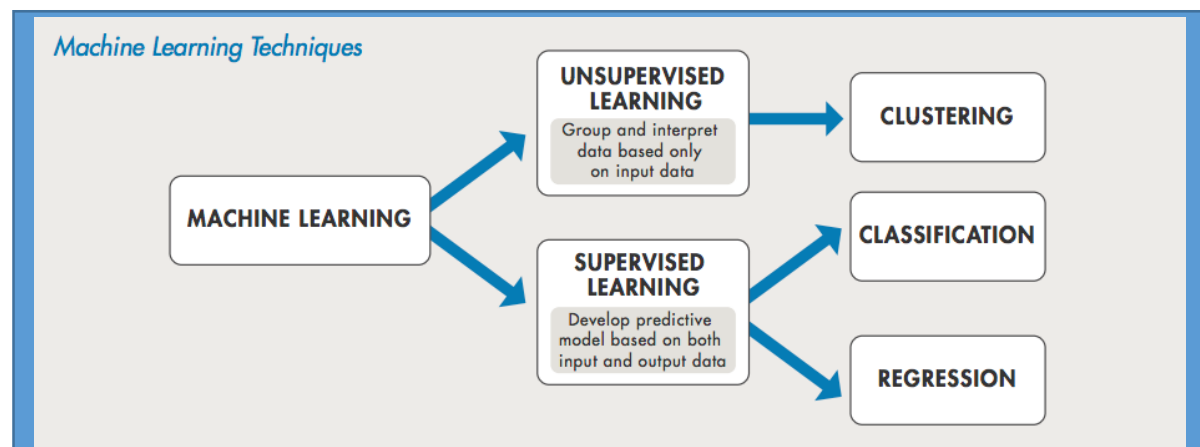 Machine Learning Techniques
MACHINE LEARNING
UNSUPERVISED
LEARNING
Group and interpret
data based only
on input data
CLUSTERING
SUPERVISED
LEARNING
Develop predictive
model based on both
input and output data
CLASSIFICATION
REGRESSION